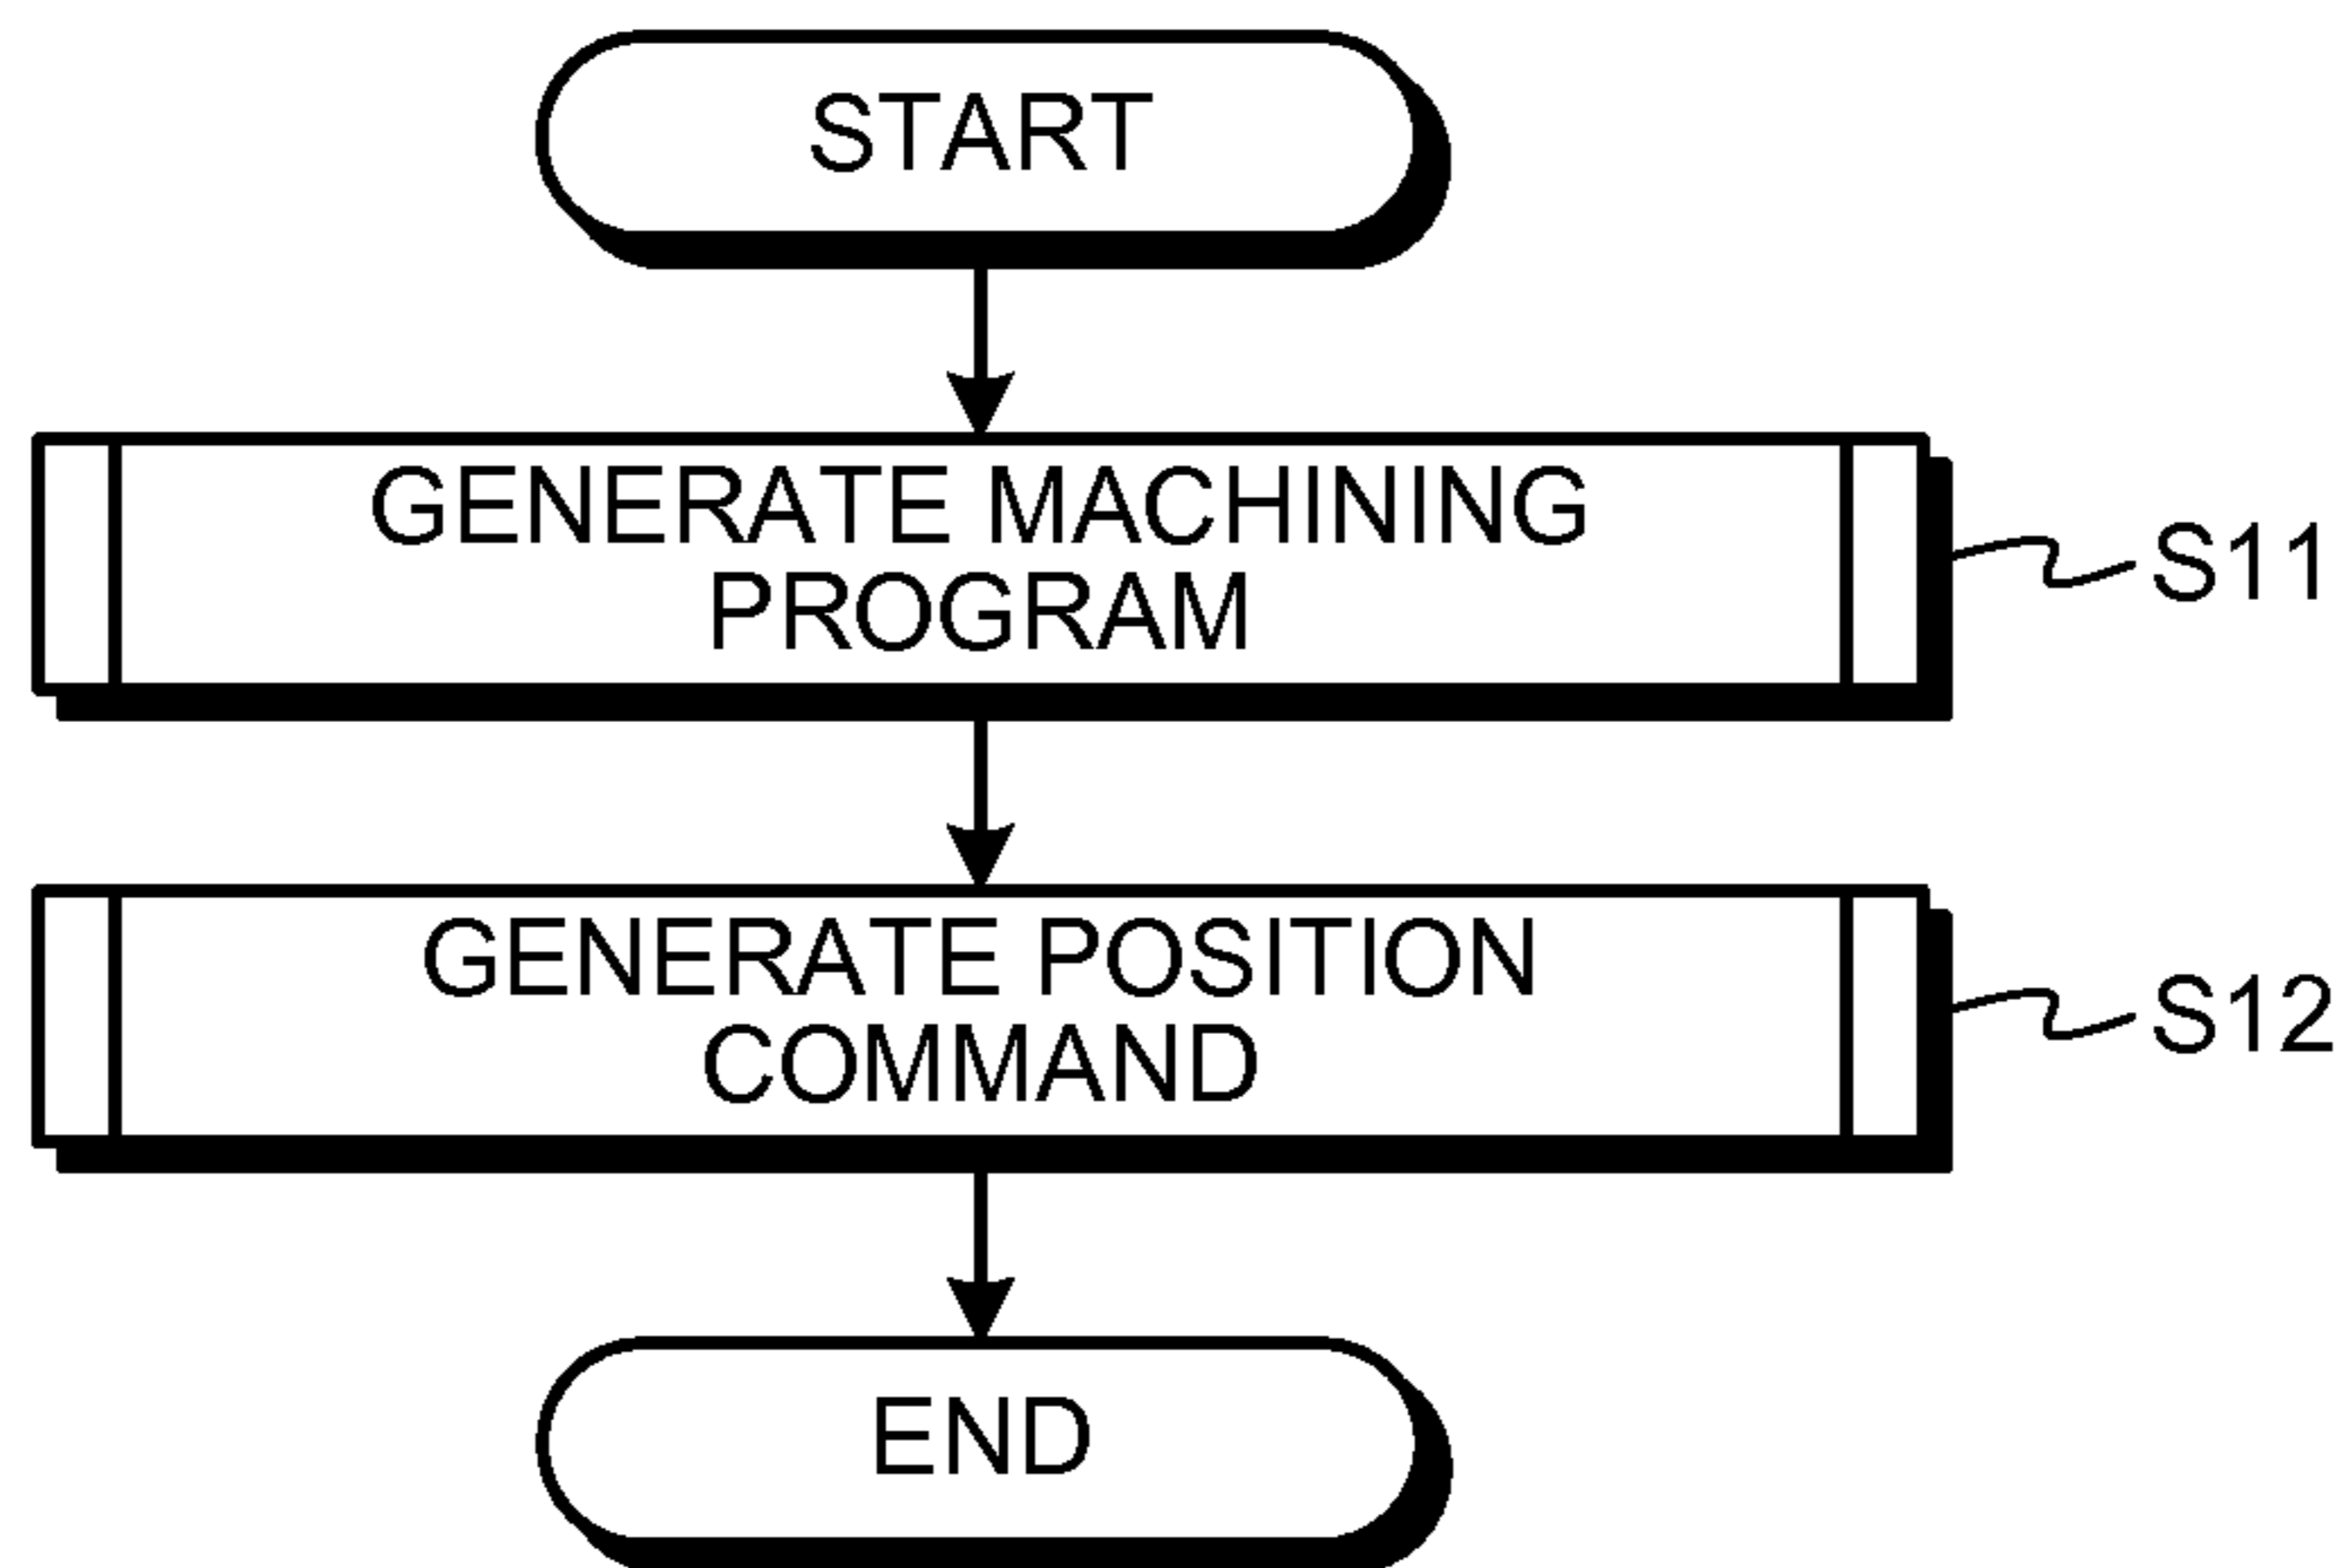 START
GENERATE MACHINING
PROGRAM
S11
GENERATE POSITION
COMMAND
S12
END